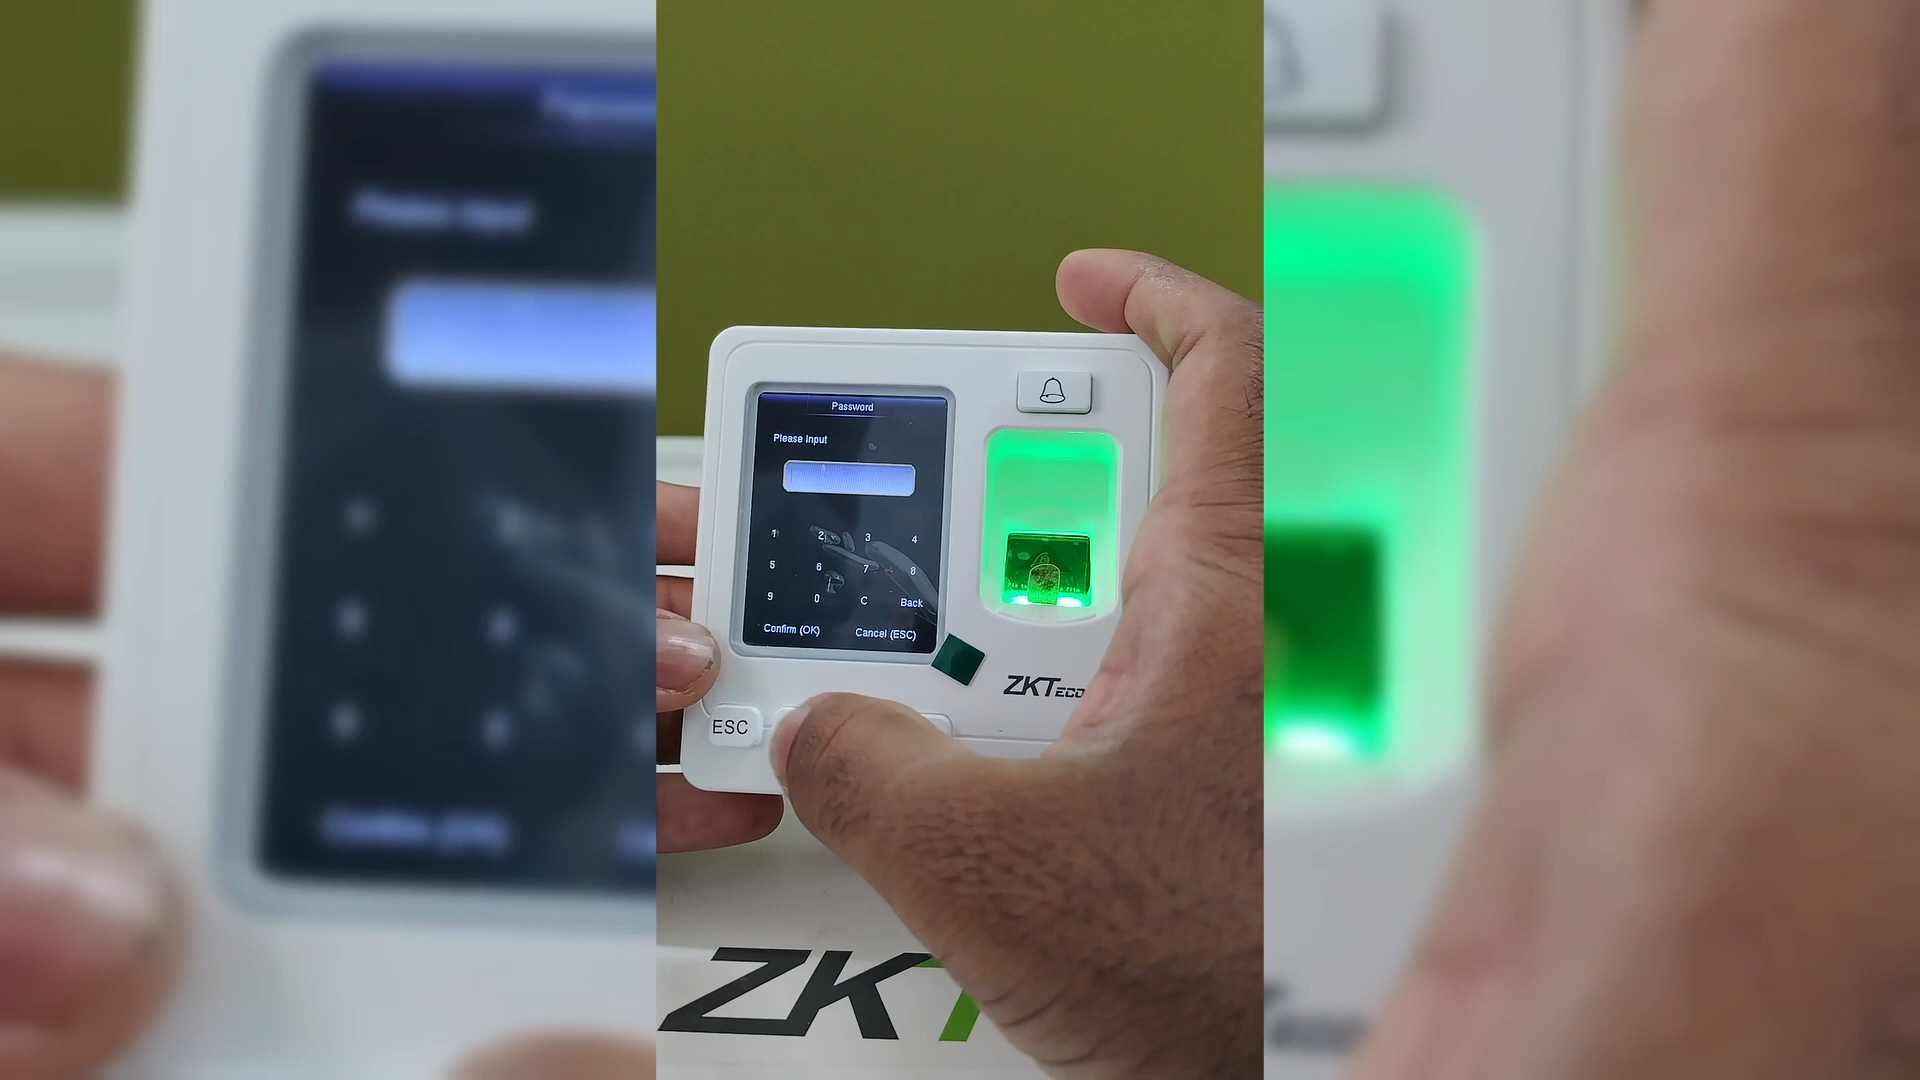 Password
Please Input
1 2 3 4
5 6 7 8
9 0 C Back
Confirm (OK) Cancel (ESC)
ZKTECO
ESC
ZKT